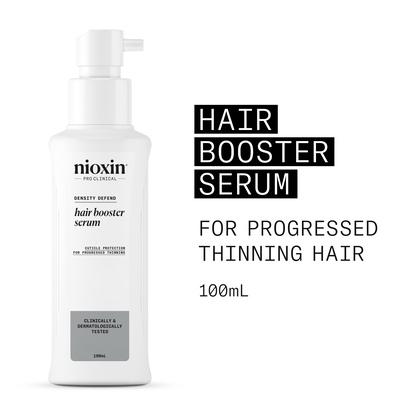 nioxin®
PRO CLINICAL
DENSITY DEFEND
hair booster
serum
CUTICLE PROTECTION
FOR PROGRESSED THINNING
CLINICALLY &
DERMATOLOGICALLY
TESTED
100mL
HAIR
BOOSTER
SERUM
FOR PROGRESSED
THINNING HAIR
100mL